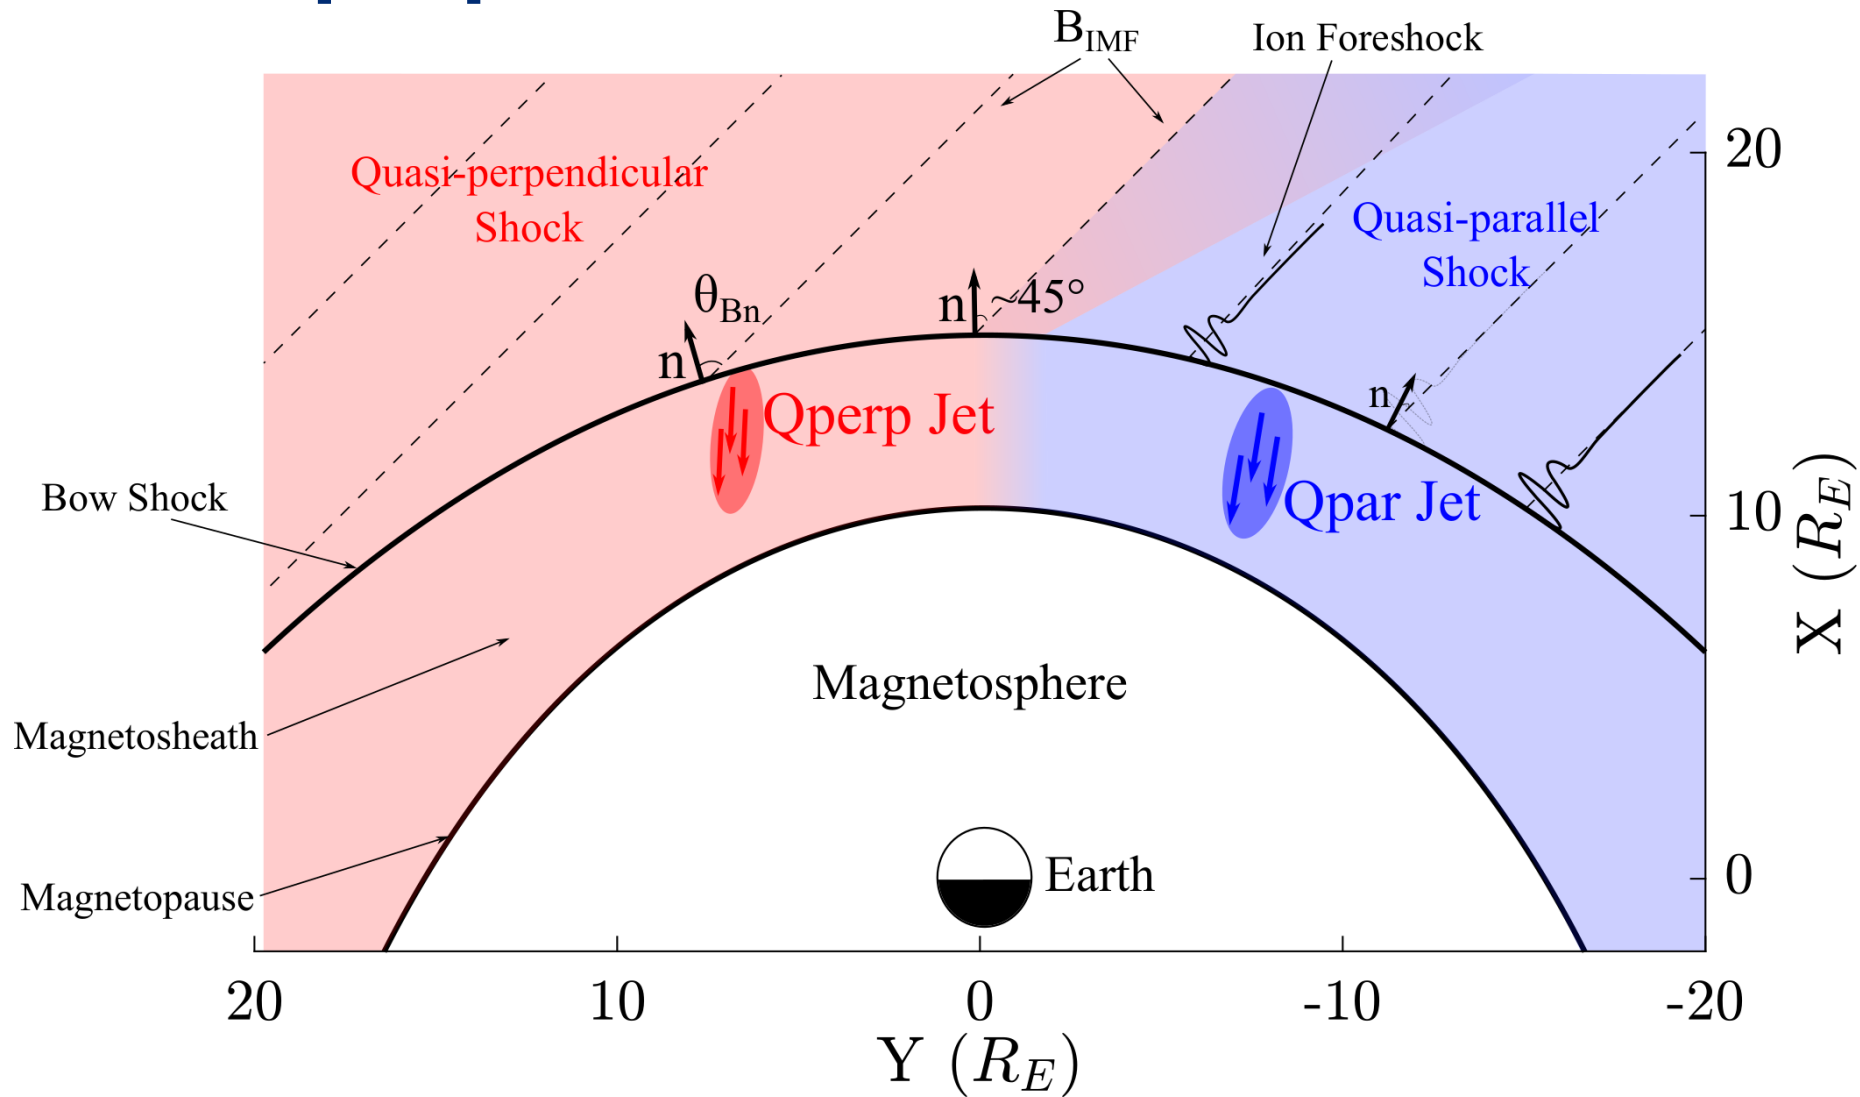 B_IMF
Ion Foreshock
Quasi-perpendicular
Shock
Quasi-parallel
Shock
20
θ_Bn
n
n
~45°
n
Qperp Jet
Qpar Jet
Bow Shock
10
X (R_E)
Magnetosphere
Magnetosheath
Earth
0
Magnetopause
20
10
0
-10
-20
Y (R_E)